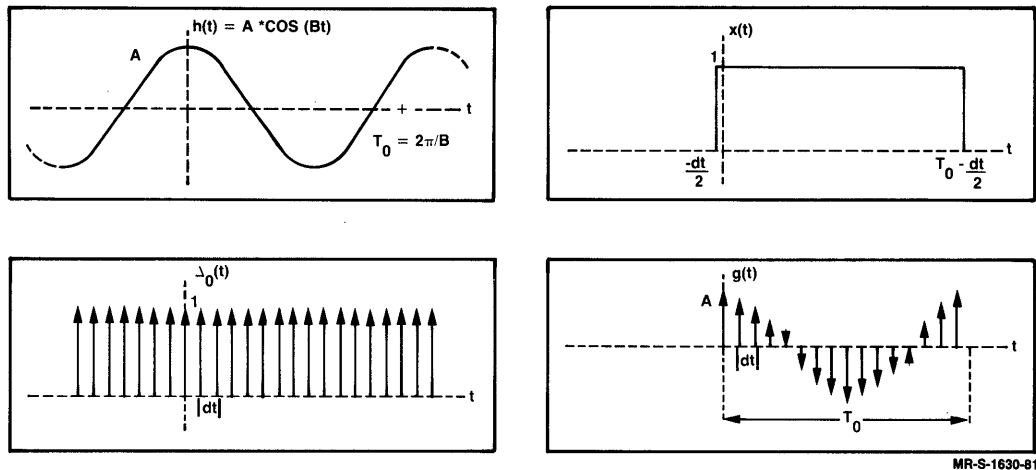 h(t) = A *COS (Bt)
A
t
T₀ = 2π/B
x(t)
1
t
-dt/2
T₀ - dt/2
Δ₀(t)
1
|dt|
t
g(t)
A
|dt|
t
T₀
MR-S-1630-81